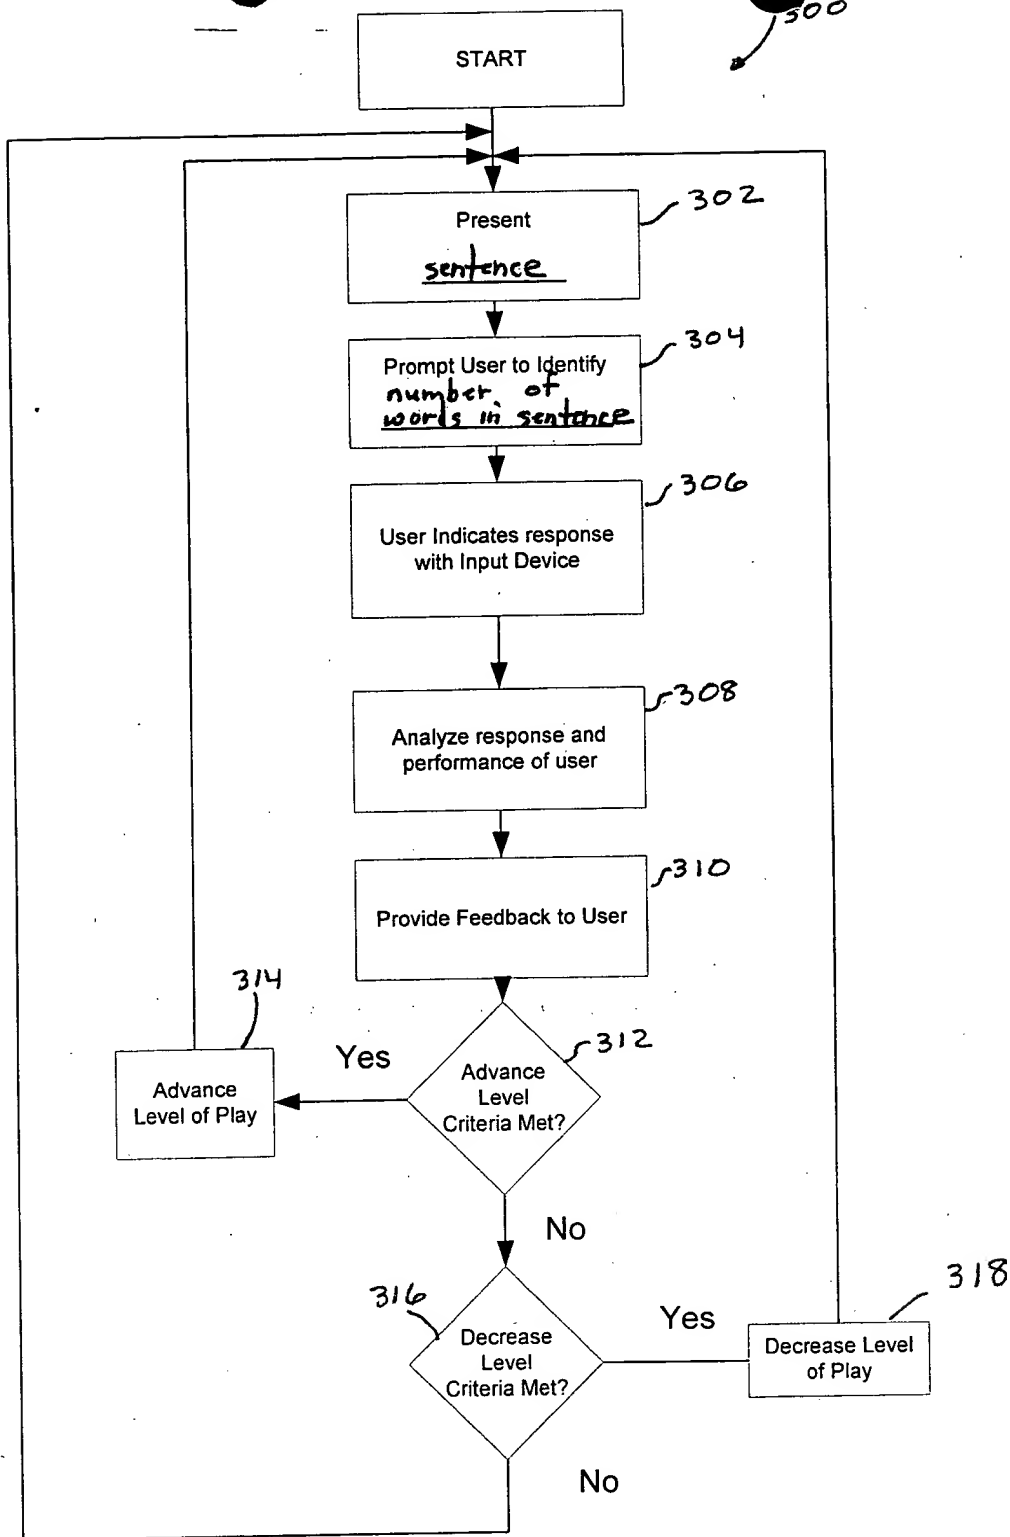 START
302
Present
sentence
304
Prompt User to Identify
number of
words in sentence
306
User Indicates response
with Input Device
308
Analyze response and
performance of user
310
Provide Feedback to User
314
312
Yes
Advance
Level
Criteria Met?
Advance
Level of Play
No
316
318
Yes
Decrease
Level
Criteria Met?
Decrease Level
of Play
No